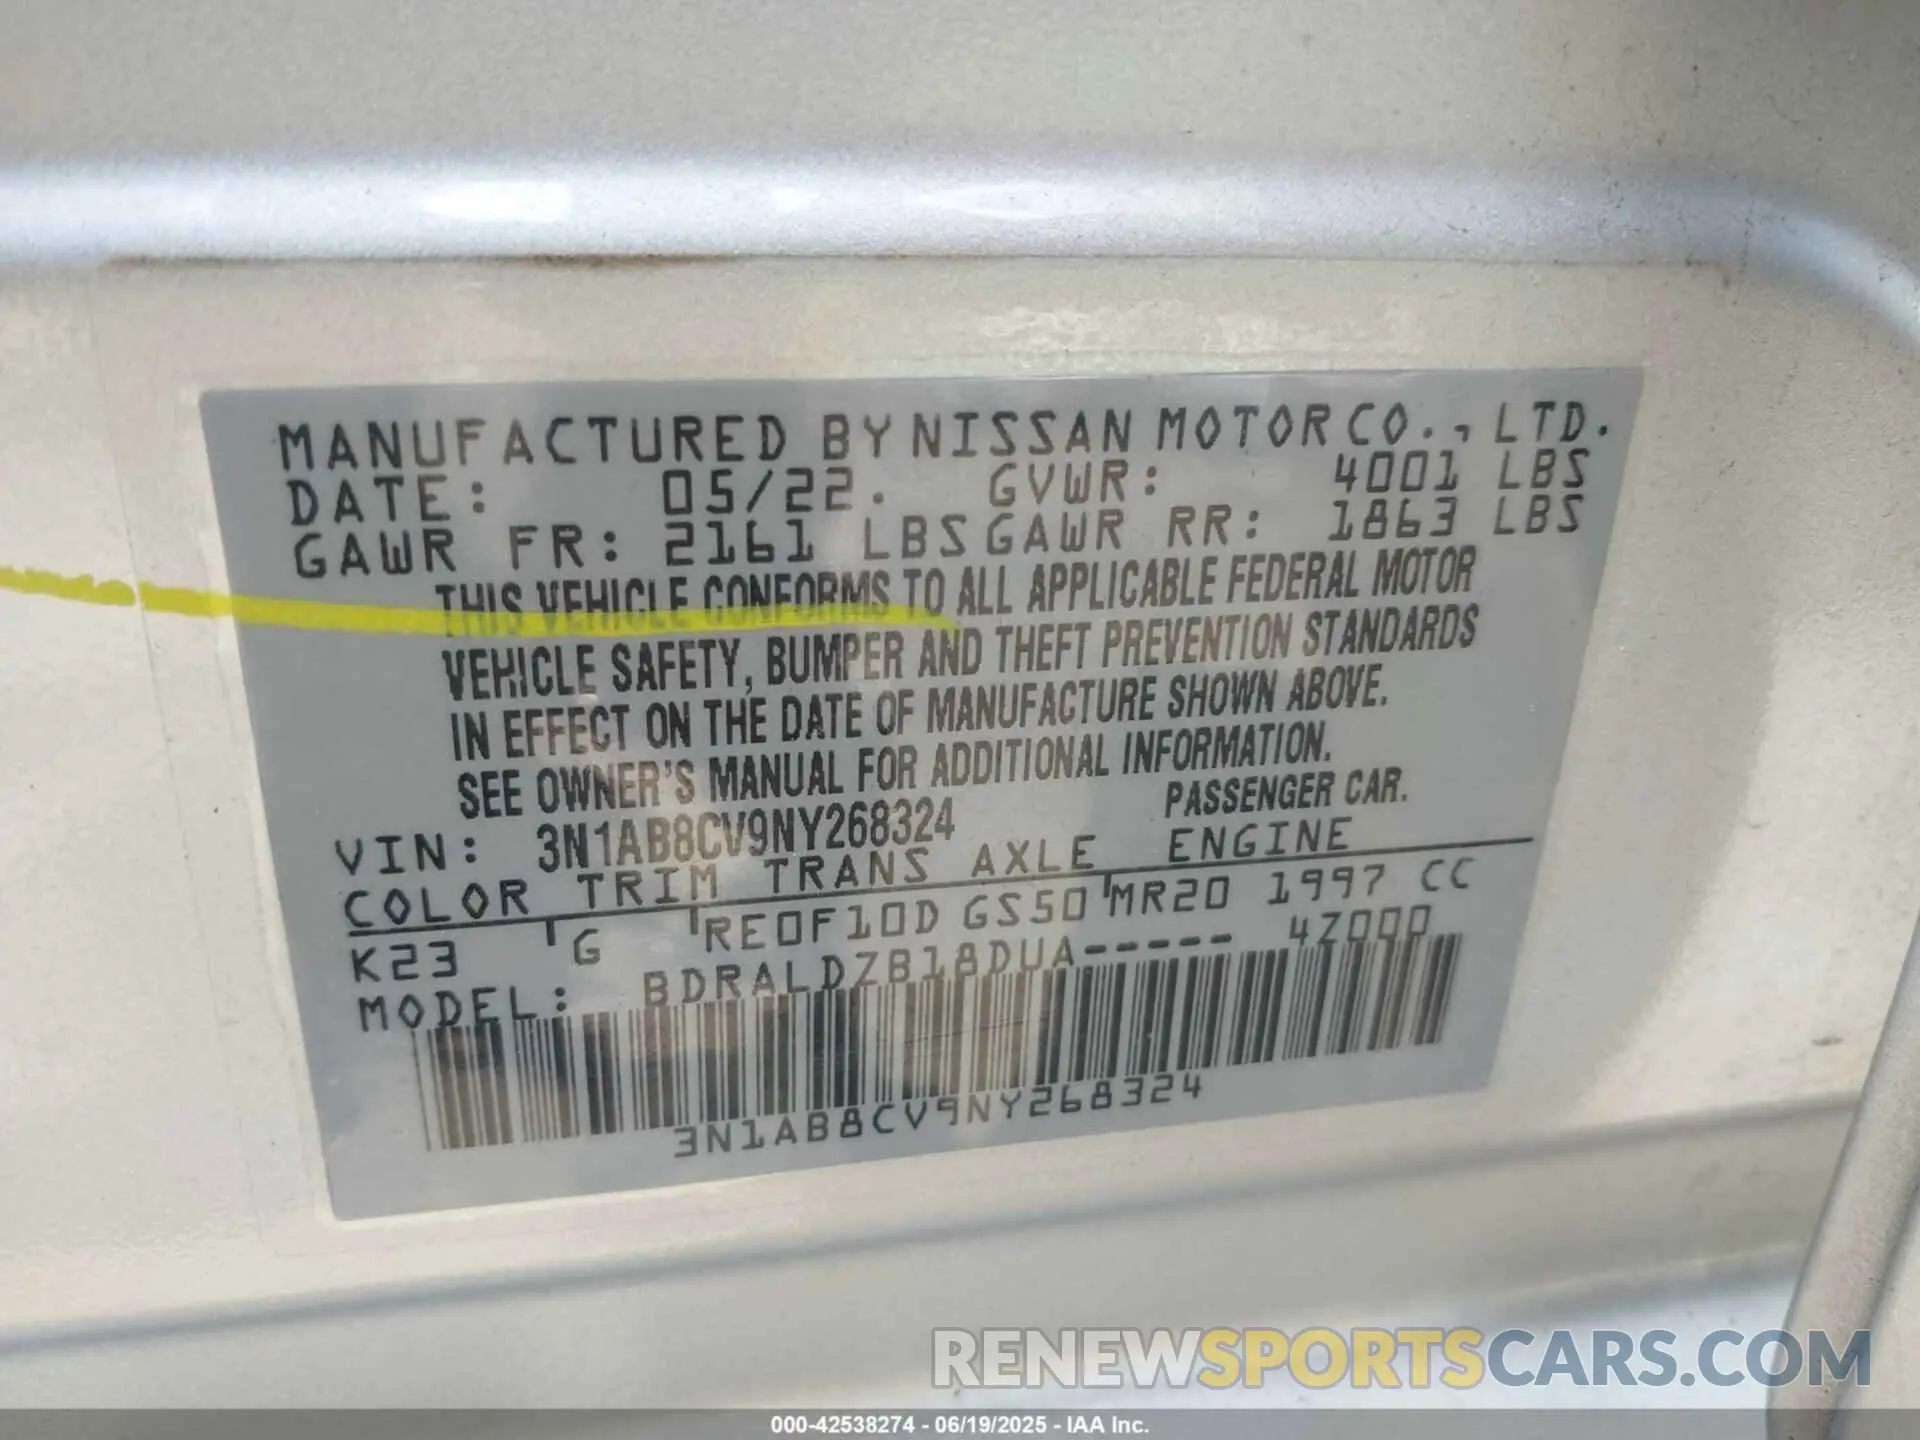 MANUFACTURED BY NISSAN MOTOR CO., LTD.
DATE: 05/22. GVWR: 4001 LBS
GAWR FR: 2161 LBS GAWR RR: 1863 LBS
THIS VEHICLE CONFORMS TO ALL APPLICABLE FEDERAL MOTOR
VEHICLE SAFETY, BUMPER AND THEFT PREVENTION STANDARDS
IN EFFECT ON THE DATE OF MANUFACTURE SHOWN ABOVE.
SEE OWNER'S MANUAL FOR ADDITIONAL INFORMATION.
VIN: 3N1AB8CV9NY268324 PASSENGER CAR.
COLOR TRIM TRANS AXLE ENGINE
K23 G RE0F10D GS50 MR20 1997 CC
MODEL: BDRALDZB18DUA----- 4Z000
3N1AB8CV9NY268324
RENEWSPORTSCARS.COM
000-42538274 - 06/19/2025 - IAA Inc.